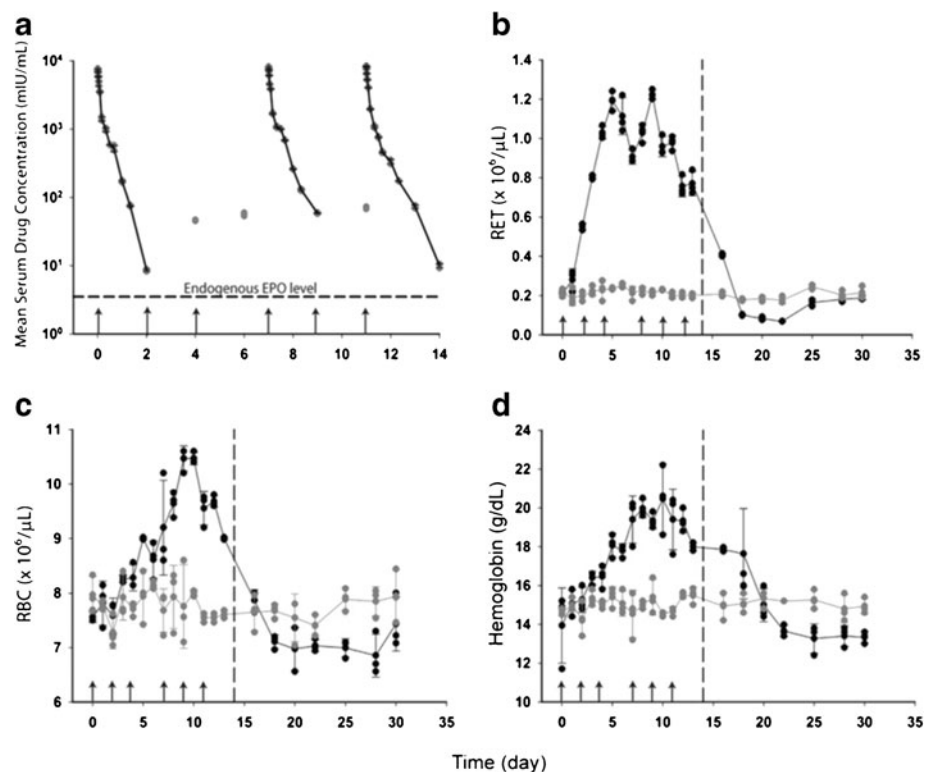 a
Mean Serum Drug Concentration (mIU/mL)
10⁴
10³
10²
10¹
10⁰
Endogenous EPO level
0 2 4 6 8 10 12 14
b
RET (x 10⁶/μL)
1.4
1.2
1.0
0.8
0.6
0.4
0.2
0.0
0 5 10 15 20 25 30 35
c
RBC (x 10⁶/μL)
11
10
9
8
7
6
0 5 10 15 20 25 30 35
d
Hemoglobin (g/dL)
24
22
20
18
16
14
12
10
0 5 10 15 20 25 30 35
Time (day)